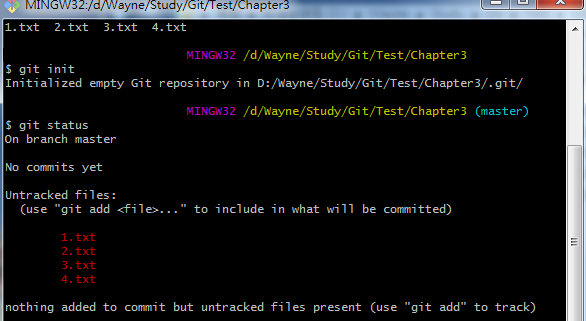 MINGW32:/d/Wayne/Study/Git/Test/Chapter3
1.txt  2.txt  3.txt  4.txt
MINGW32 /d/Wayne/Study/Git/Test/Chapter3
$ git init
Initialized empty Git repository in D:/Wayne/Study/Git/Test/Chapter3/.git/
MINGW32 /d/Wayne/Study/Git/Test/Chapter3 (master)
$ git status
On branch master
No commits yet
Untracked files:
  (use "git add <file>..." to include in what will be committed)
        1.txt
        2.txt
        3.txt
        4.txt
nothing added to commit but untracked files present (use "git add" to track)